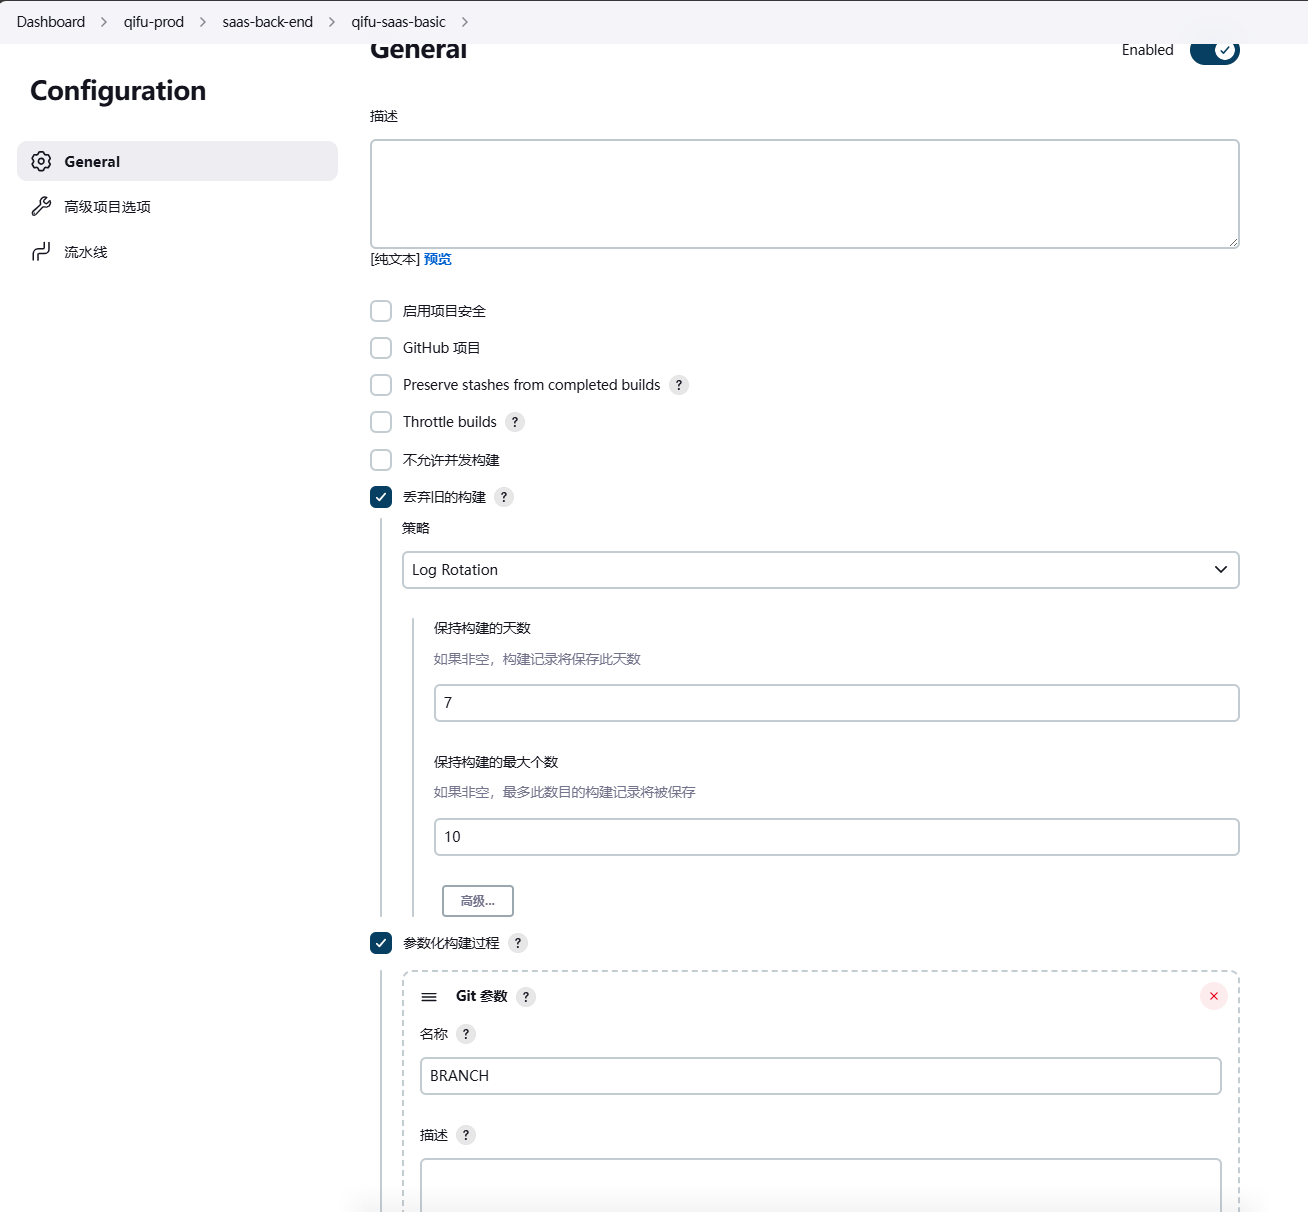 Dashboard > qifu-prod > saas-back-end > qifu-saas-basic >
General
Enabled
Configuration
General
高级项目选项
流水线
描述
[纯文本] 预览
启用项目安全
GitHub 项目
Preserve stashes from completed builds ?
Throttle builds ?
不允许并发构建
丢弃旧的构建 ?
策略
Log Rotation
保持构建的天数
如果非空，构建记录将保存此天数
7
保持构建的最大个数
如果非空，最多此数目的构建记录将被保存
10
高级...
参数化构建过程 ?
Git 参数 ?
名称 ?
BRANCH
描述 ?